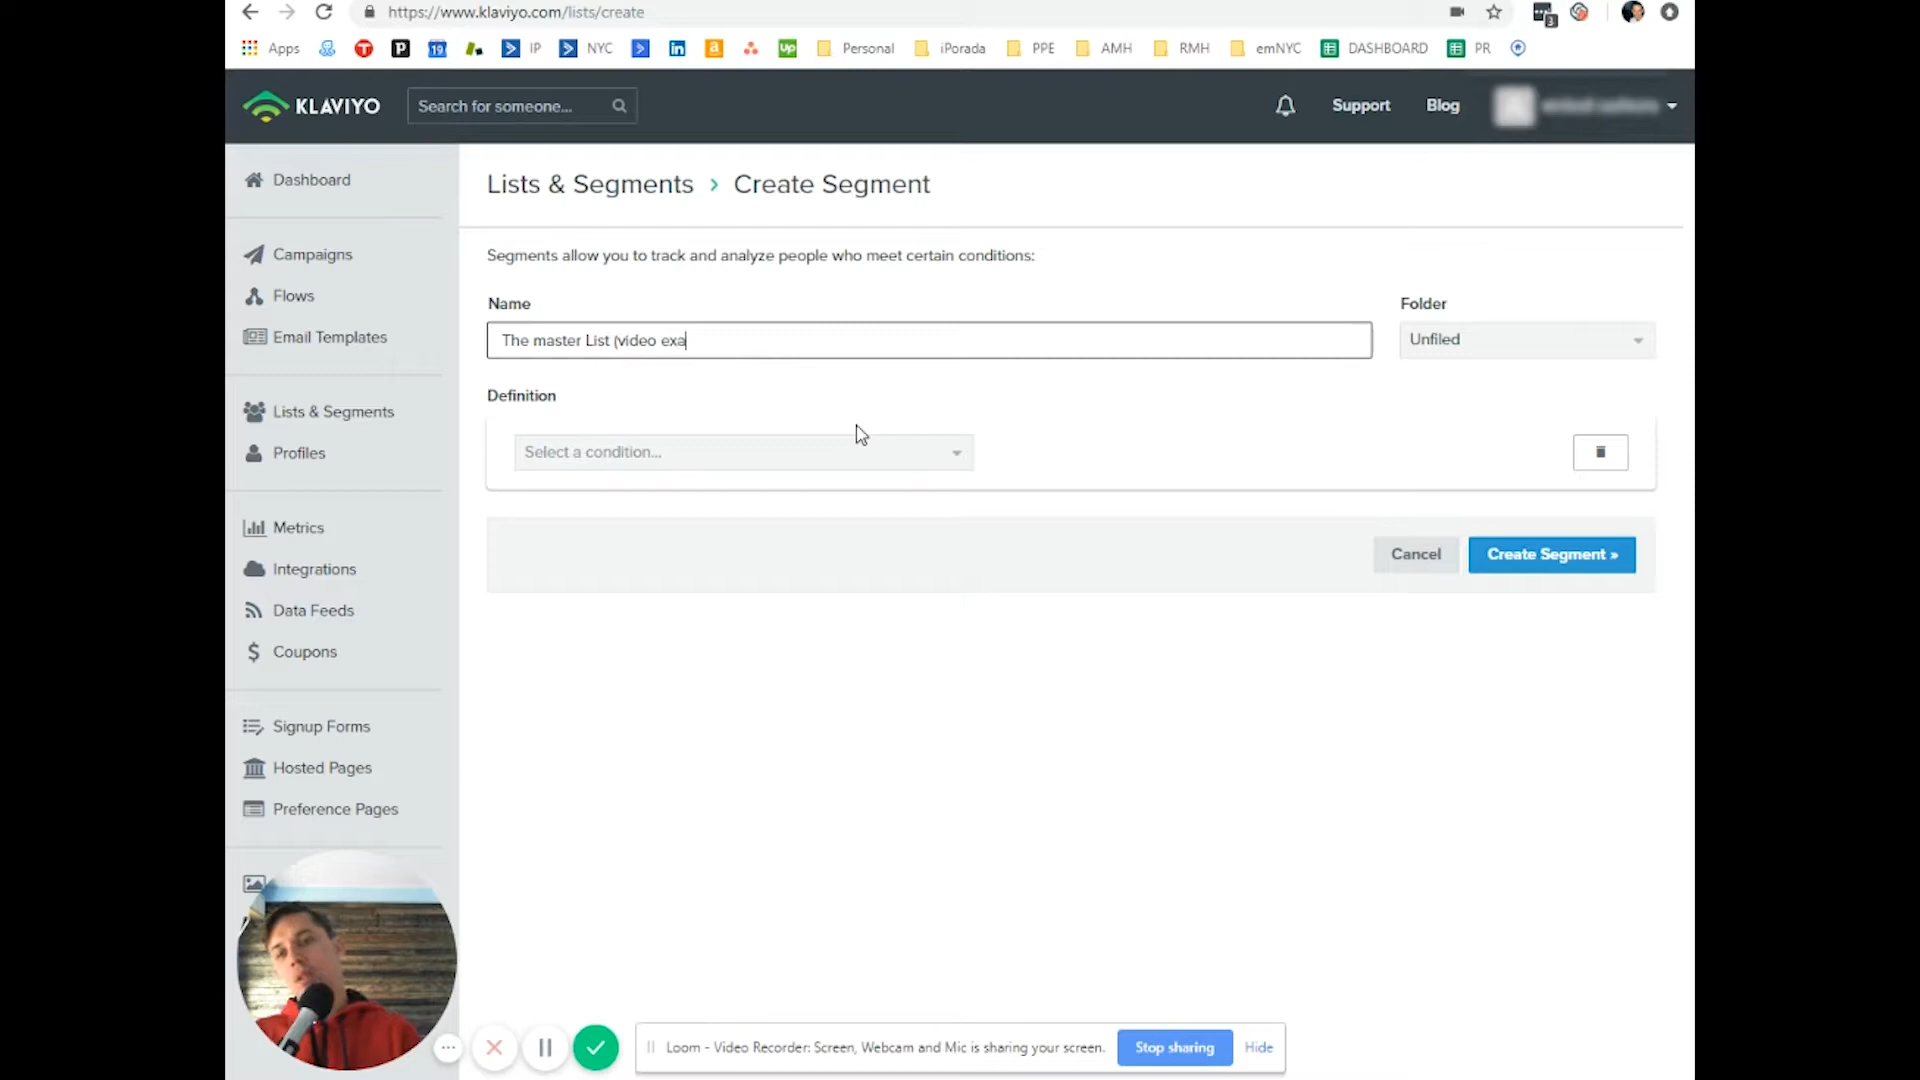 https://www.klaviyo.com/lists/create
3
Apps
19
IP
NYC
in
a
up
Personal
iPorada
PPE
AMH
RMH
emNYC
DASHBOARD
PR
KLAVIYO
Search for someone...
Support
Blog
Dashboard
Campaigns
Flows
Email Templates
Lists & Segments
Profiles
Metrics
Integrations
Data Feeds
Coupons
Signup Forms
Hosted Pages
Preference Pages
Lists & Segments › Create Segment
Segments allow you to track and analyze people who meet certain conditions:
Name
Folder
The master List (video exa
Unfiled
Definition
Select a condition...
Cancel
Create Segment »
Loom - Video Recorder: Screen, Webcam and Mic is sharing your screen.
Stop sharing
Hide